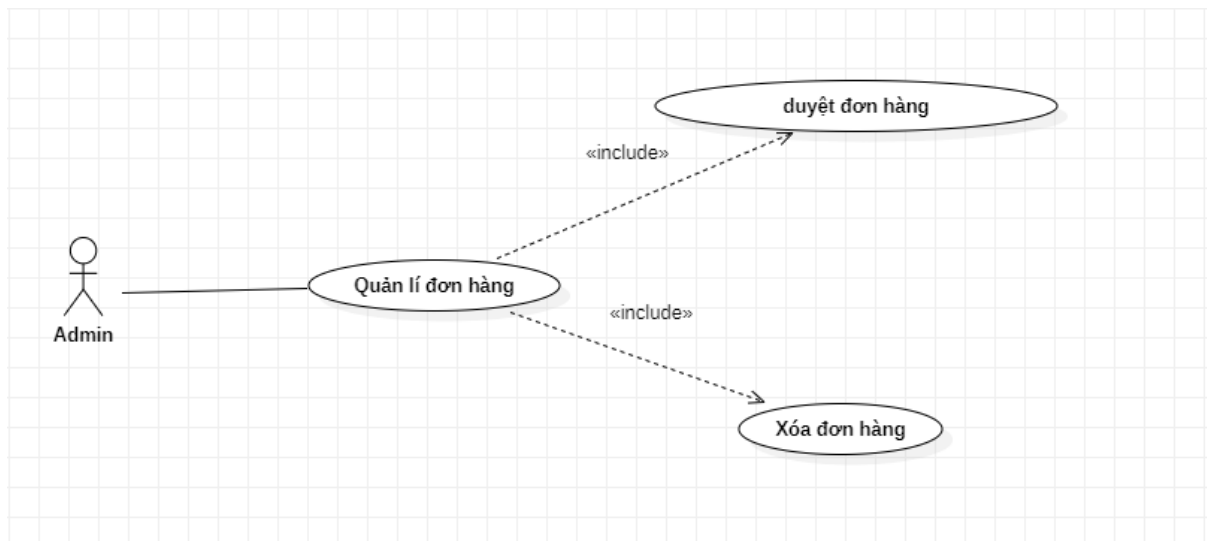 duyệt đơn hàng
«include»
Quản lí đơn hàng
«include»
Admin
Xóa đơn hàng